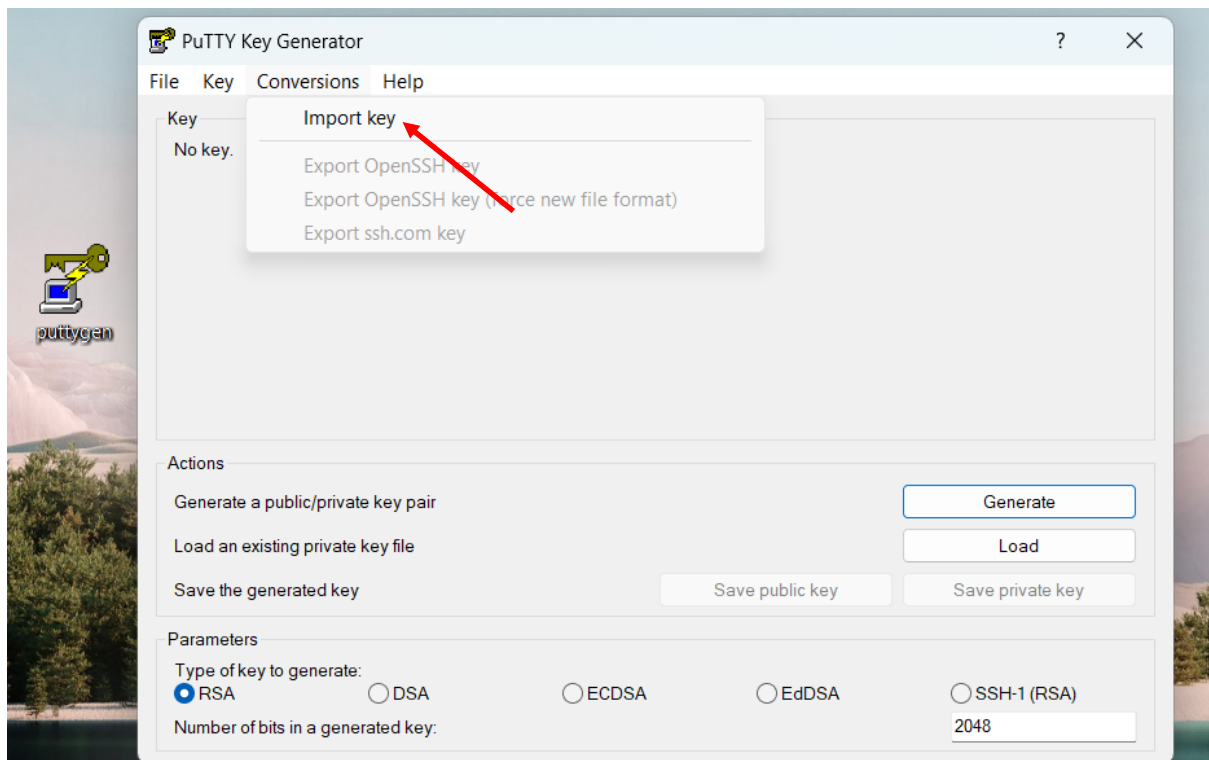 PuTTY Key Generator
?
File Key Conversions Help
Key
No key.
Import key
Export OpenSSH key
Export OpenSSH key (force new file format)
Export ssh.com key
puttygen
Actions
Generate a public/private key pair
Generate
Load an existing private key file
Load
Save the generated key
Save public key
Save private key
Parameters
Type of key to generate:
RSA DSA ECDSA EdDSA SSH-1 (RSA)
Number of bits in a generated key:
2048